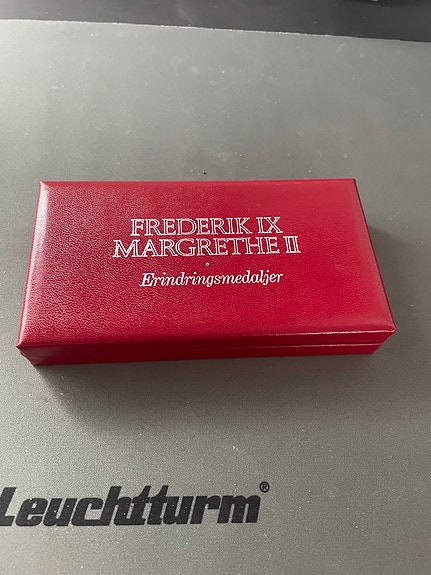 FREDERIK IX
MARGRETHE II
Erindringsmedaljer
Leuchtturm®